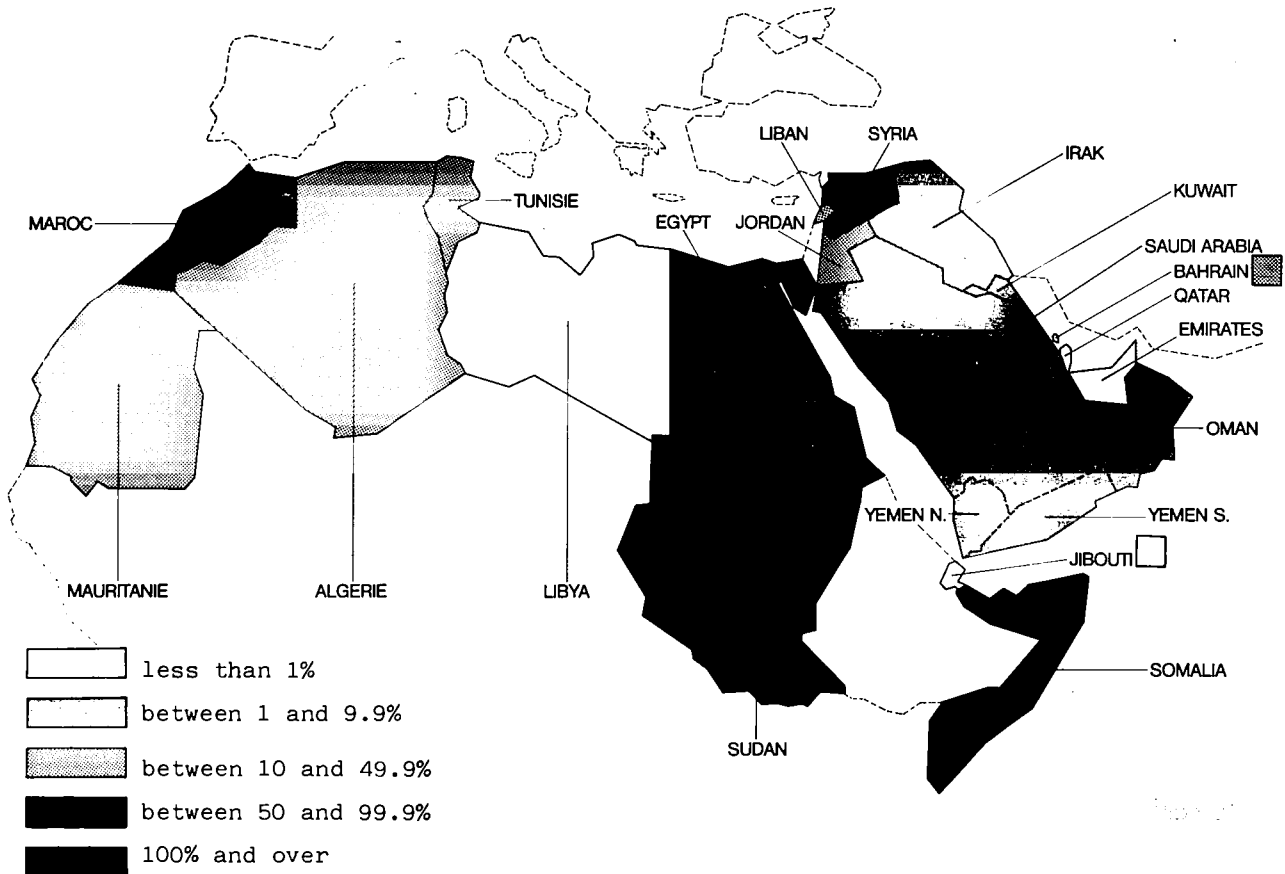 LIBAN
SYRIA
IRAK
KUWAIT
MAROC
TUNISIE
EGYPT
JORDAN
SAUDI ARABIA
BAHRAIN
QATAR
EMIRATES
OMAN
YEMEN N.
YEMEN S.
JIBOUTI
MAURITANIE
ALGERIE
LIBYA
SOMALIA
SUDAN
less than 1%
between 1 and 9.9%
between 10 and 49.9%
between 50 and 99.9%
100% and over